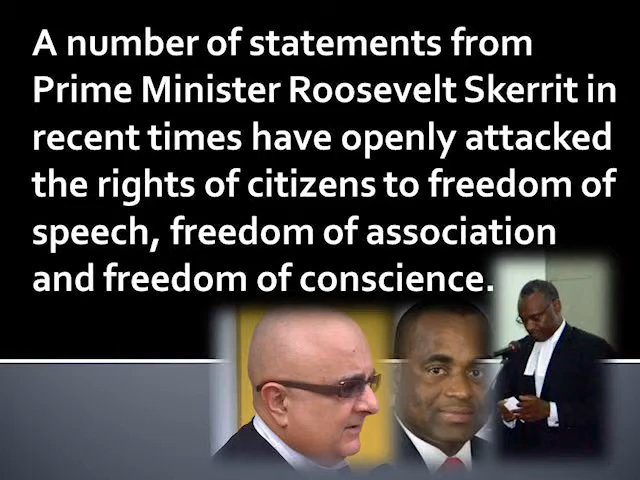 A number of statements from
Prime Minister Roosevelt Skerrit in
recent times have openly attacked
the rights of citizens to freedom of
speech, freedom of association
and freedom of conscience.